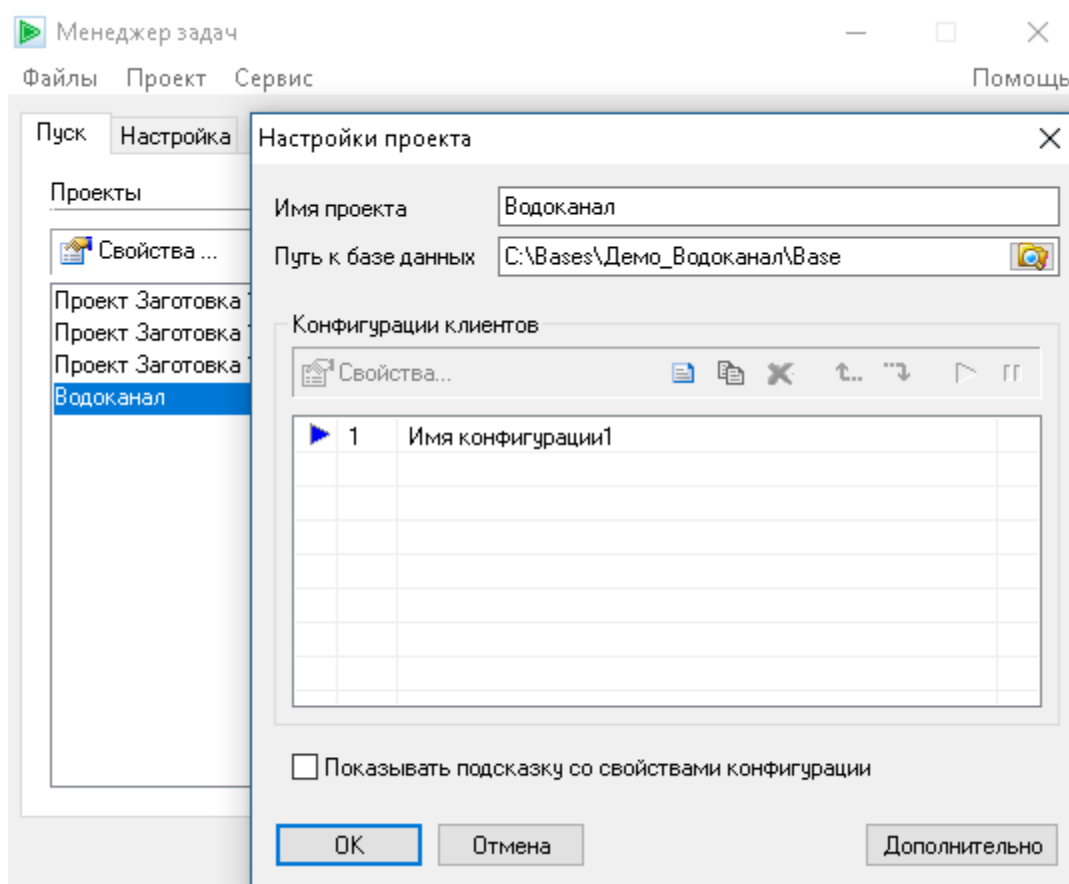 Менеджер задач
Файлы Проект Сервис Помощь
Пуск Настройка
Настройки проекта
Проекты
Имя проекта Водоканал
Свойства ...
Путь к базе данных C:\Bases\Демо_Водоканал\Base
Проект Заготовка
Проект Заготовка
Проект Заготовка
Водоканал
Конфигурации клиентов
Свойства...
1 Имя конфигурации1
Показывать подсказку со свойствами конфигурации
OK Отмена Дополнительно